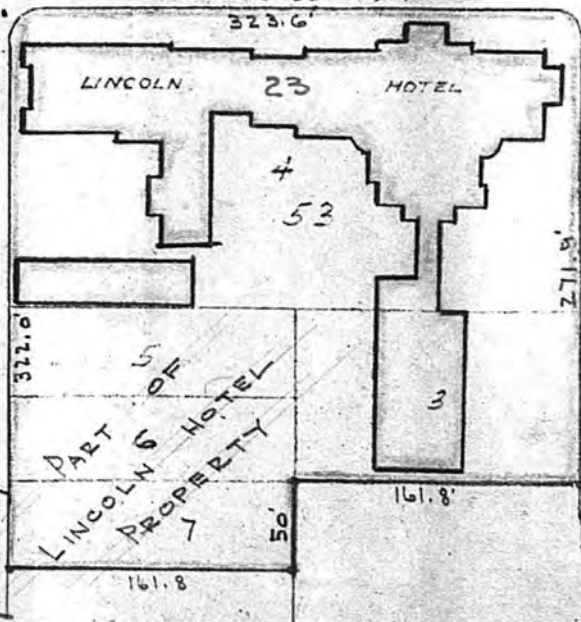 323.6'
LINCOLN 23 HOTEL
4
53
271.9'
322.0'
5
3
PART OF
LINCOLN 6 HOTEL
PROPERTY
7
50'
161.8'
161.8